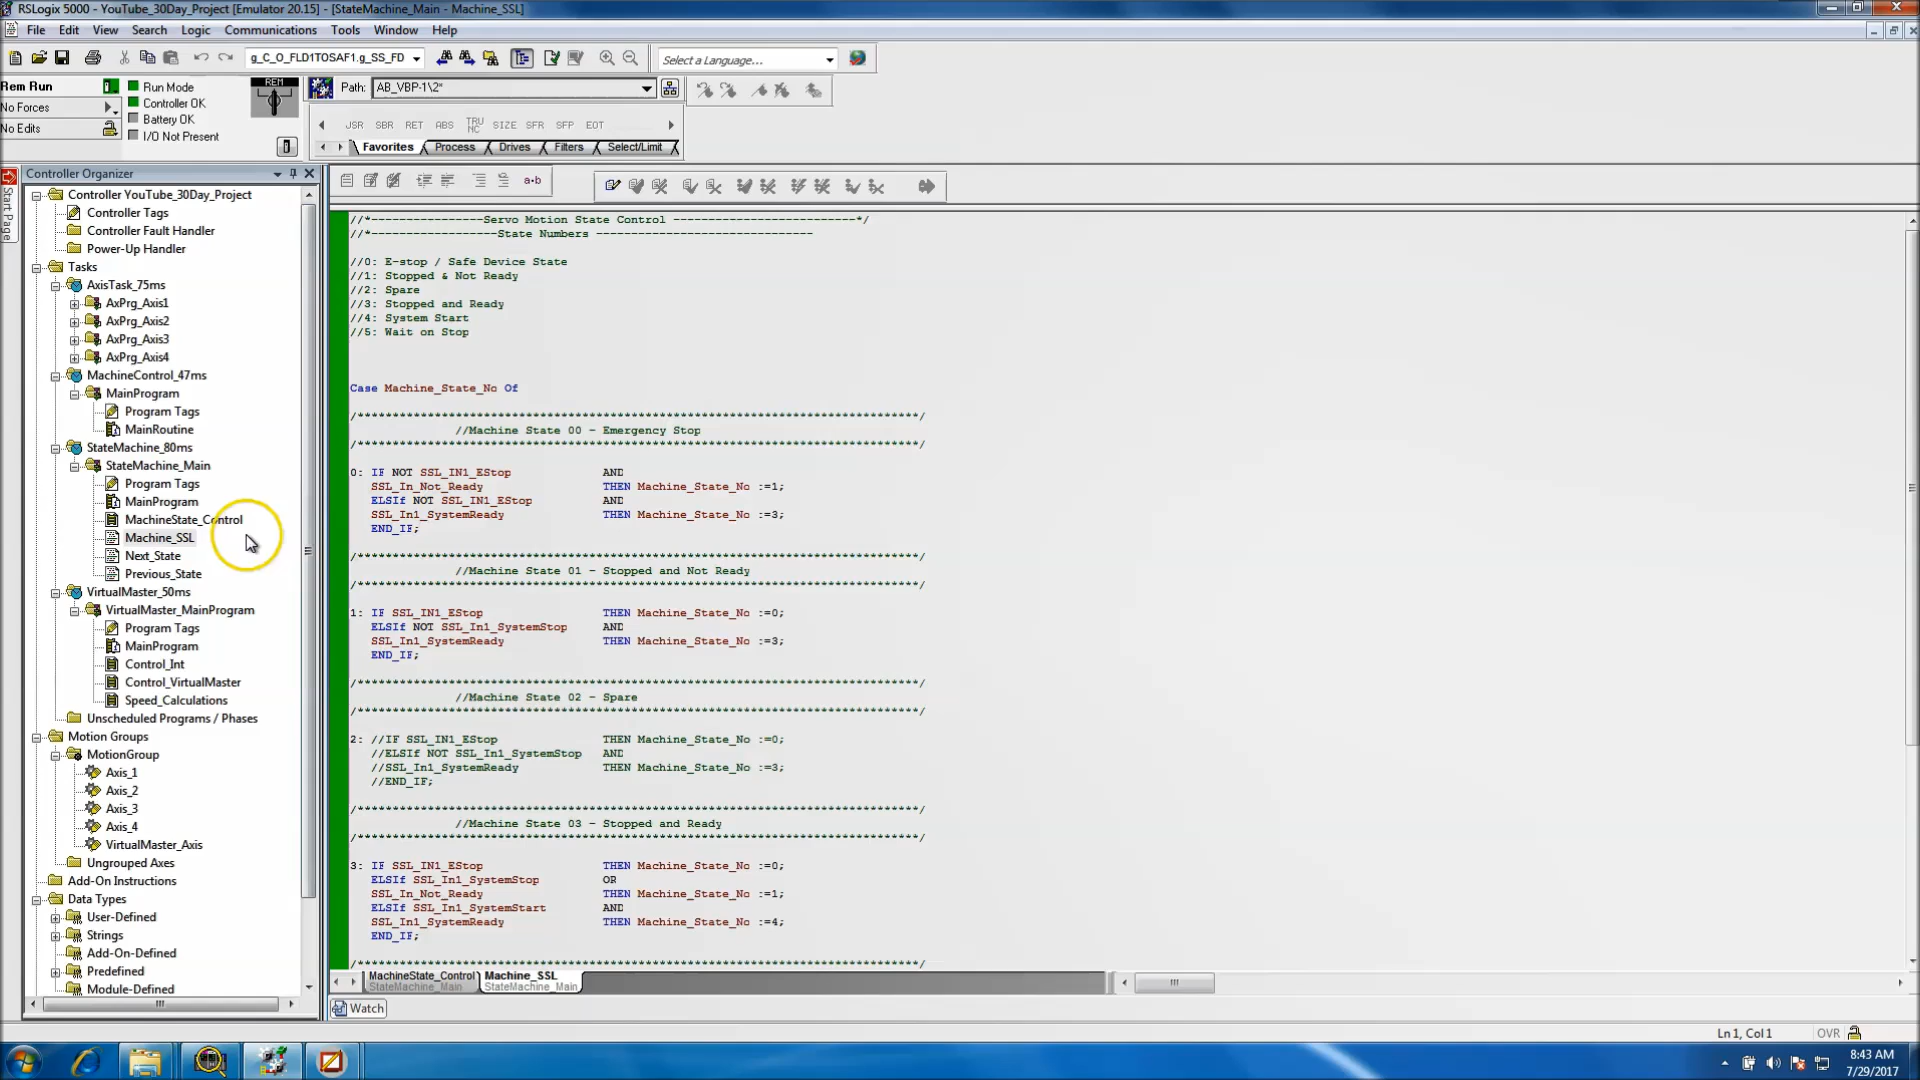 RSLogix 5000 - YouTube_30Day_Project [Emulator 20.15] - [StateMachine_Main - Machine_SSL]
File Edit View Search Logic Communications Tools Window Help
g_C_O_FLD1TOSAF1.g_SS_FD
Select a Language...
Rem Run
No Forces
No Edits
Run Mode
Controller OK
Battery OK
I/O Not Present
REM
Path: AB_VBP-1\2*
JSR SBR RET ABS TRUNC SIZE SFR SFP EOT
Favorites Process Drives Filters Select/Limit
Start Page
Controller Organizer
Controller YouTube_30Day_Project
Controller Tags
Controller Fault Handler
Power-Up Handler
Tasks
AxisTask_75ms
AxPrg_Axis1
AxPrg_Axis2
AxPrg_Axis3
AxPrg_Axis4
MachineControl_47ms
MainProgram
Program Tags
MainRoutine
StateMachine_80ms
StateMachine_Main
Program Tags
MainProgram
MachineState_Control
Machine_SSL
Next_State
Previous_State
VirtualMaster_50ms
VirtualMaster_MainProgram
Program Tags
MainProgram
Control_Int
Control_VirtualMaster
Speed_Calculations
Unscheduled Programs / Phases
Motion Groups
MotionGroup
Axis_1
Axis_2
Axis_3
Axis_4
VirtualMaster_Axis
Ungrouped Axes
Add-On Instructions
Data Types
User-Defined
Strings
Add-On-Defined
Predefined
Module-Defined
//*----------------Servo Motion State Control --------------------------*/
//*------------------State Numbers -------------------------------
//0: E-stop / Safe Device State
//1: Stopped & Not Ready
//2: Spare
//3: Stopped and Ready
//4: System Start
//5: Wait on Stop
Case Machine_State_No Of
/********************************************************************************/
//Machine State 00 - Emergency Stop
/********************************************************************************/
0: IF NOT SSL_IN1_EStop AND
SSL_In_Not_Ready THEN Machine_State_No :=1;
ELSIf NOT SSL_IN1_EStop AND
SSL_In1_SystemReady THEN Machine_State_No :=3;
END_IF;
/********************************************************************************/
//Machine State 01 - Stopped and Not Ready
/********************************************************************************/
1: IF SSL_IN1_EStop THEN Machine_State_No :=0;
ELSIf NOT SSL_In1_SystemStop AND
SSL_In1_SystemReady THEN Machine_State_No :=3;
END_IF;
/********************************************************************************/
//Machine State 02 - Spare
/********************************************************************************/
2: //IF SSL_IN1_EStop THEN Machine_State_No :=0;
//ELSIf NOT SSL_In1_SystemStop AND
//SSL_In1_SystemReady THEN Machine_State_No :=3;
//END_IF;
/********************************************************************************/
//Machine State 03 - Stopped and Ready
/********************************************************************************/
3: IF SSL_IN1_EStop THEN Machine_State_No :=0;
ELSIf SSL_In1_SystemStop OR
SSL_In_Not_Ready THEN Machine_State_No :=1;
ELSIf SSL_In1_SystemStart AND
SSL_In1_SystemReady THEN Machine_State_No :=4;
END_IF;
/********************************************************************************/
MachineState_Control
StateMachine_Main
Machine_SSL
StateMachine_Main
Watch
Ln 1, Col 1
OVR
8:43 AM
7/29/2017